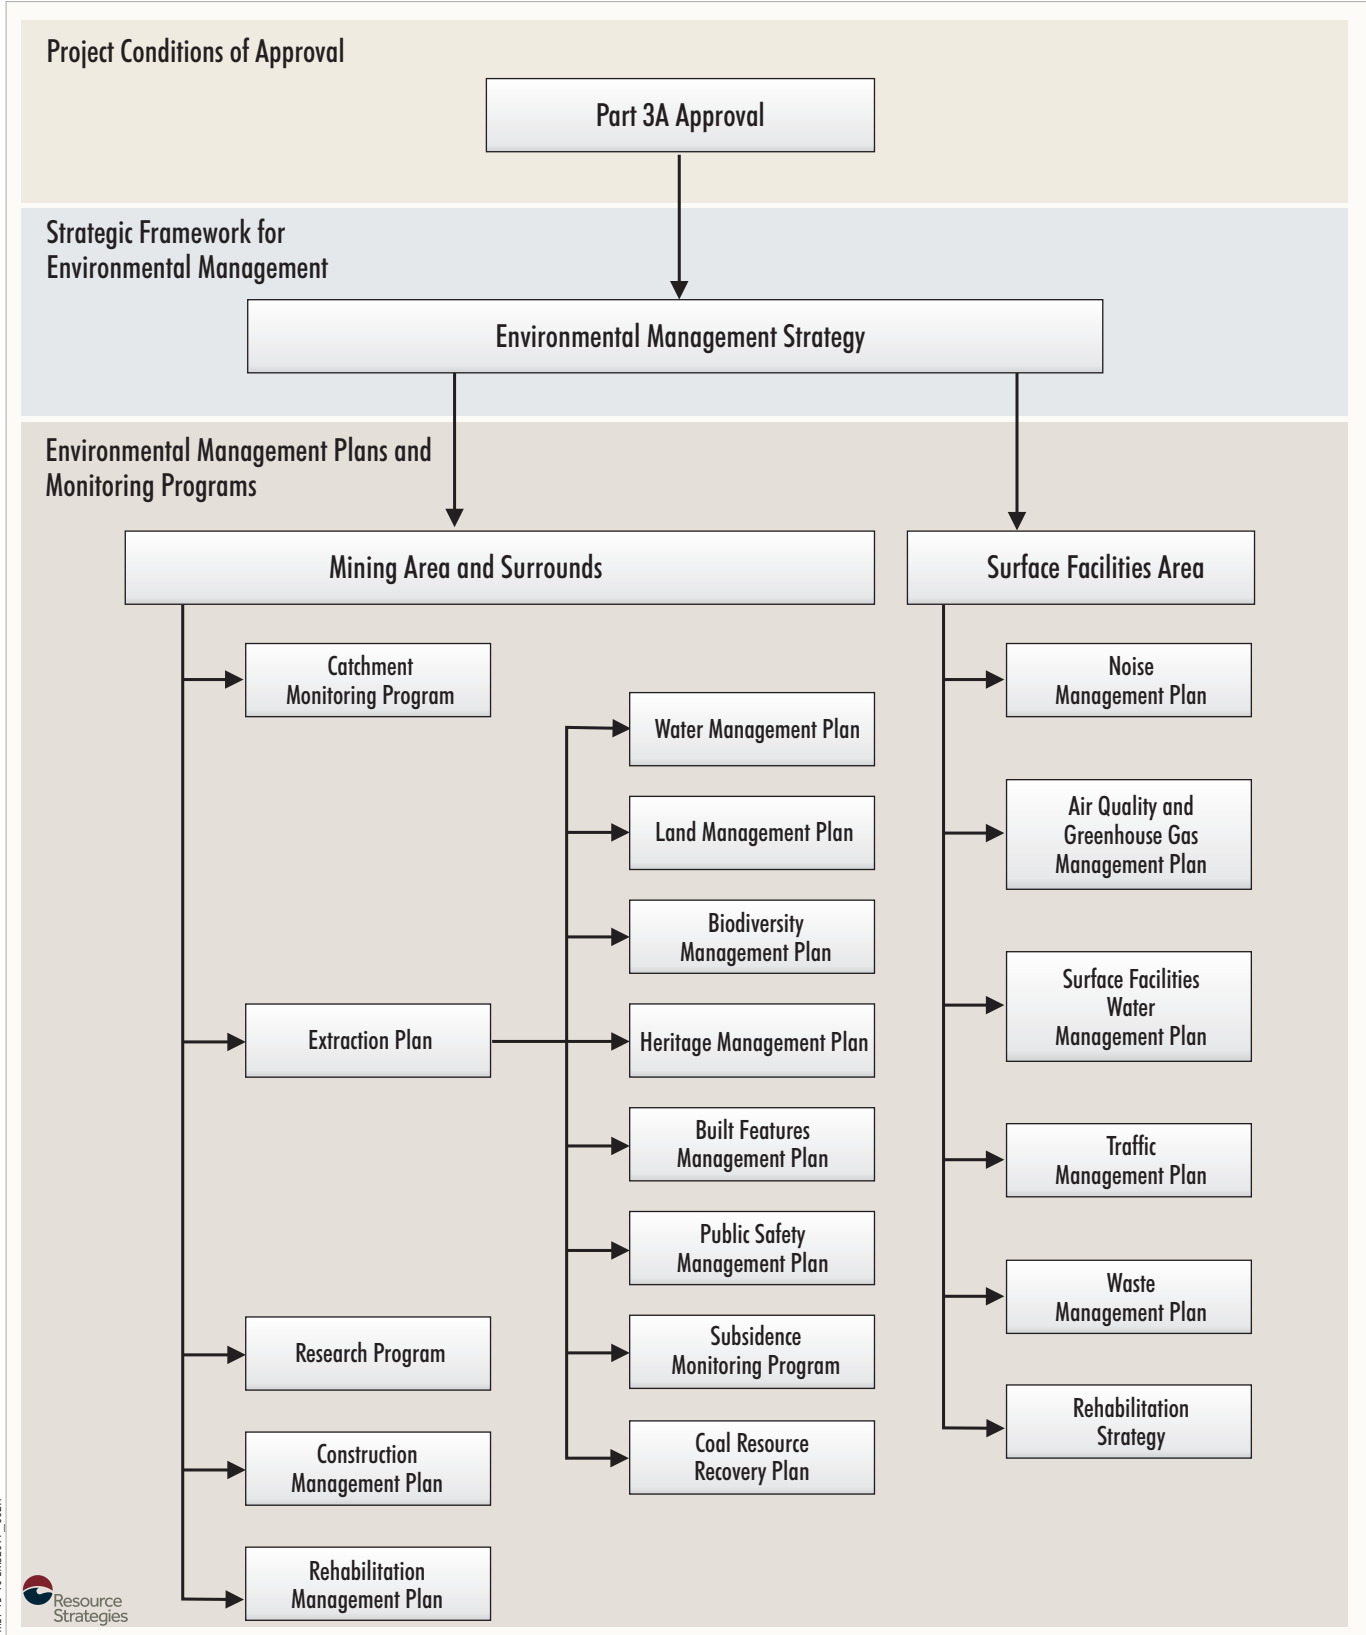 Project Conditions of Approval
Part 3A Approval
Strategic Framework for
Environmental Management
Environmental Management Strategy
Environmental Management Plans and
Monitoring Programs
Mining Area and Surrounds
Surface Facilities Area
Catchment
Monitoring Program
Extraction Plan
Research Program
Construction
Management Plan
Rehabilitation
Management Plan
Water Management Plan
Land Management Plan
Biodiversity
Management Plan
Heritage Management Plan
Built Features
Management Plan
Public Safety
Management Plan
Subsidence
Monitoring Program
Coal Resource
Recovery Plan
Noise
Management Plan
Air Quality and
Greenhouse Gas
Management Plan
Surface Facilities
Water
Management Plan
Traffic
Management Plan
Waste
Management Plan
Rehabilitation
Strategy
Resource
Strategies